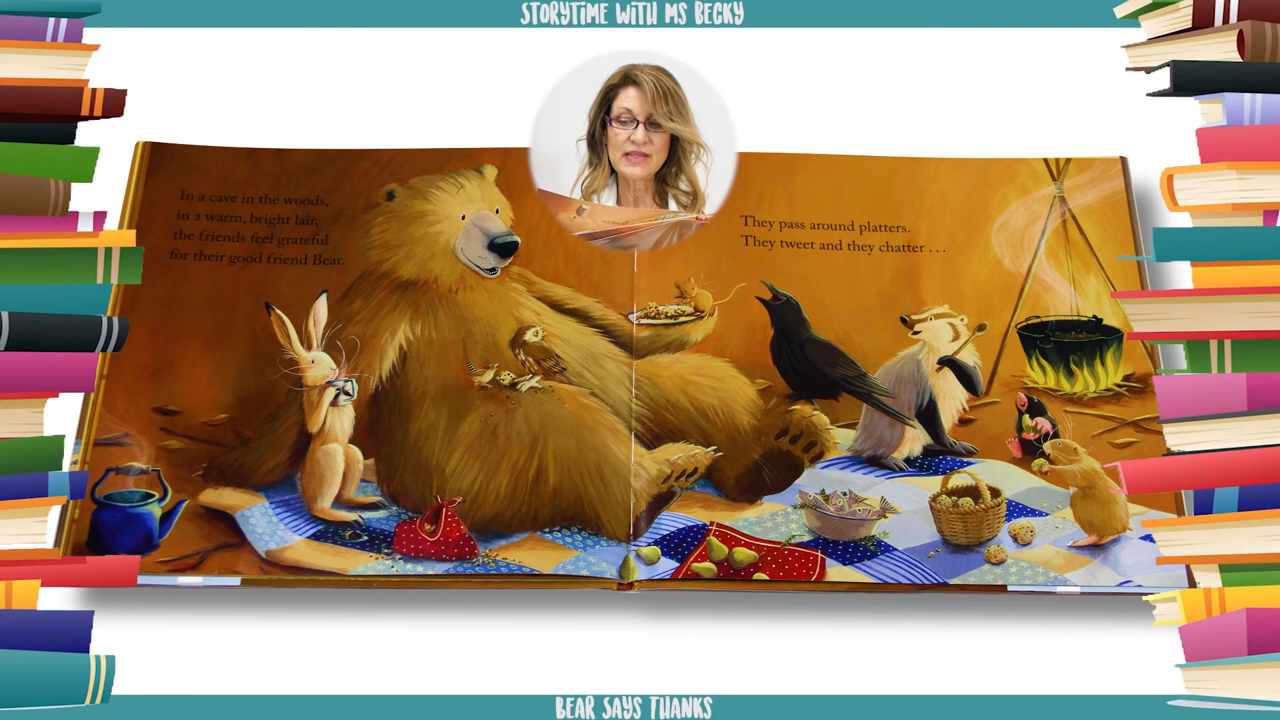 STORYTIME WITH MS BECKY
In a cave in the woods,
in a warm, bright lair,
the friends feel grateful
for their good friend Bear.
They pass around platters.
They tweet and they chatter . . .
BEAR SAYS THANKS